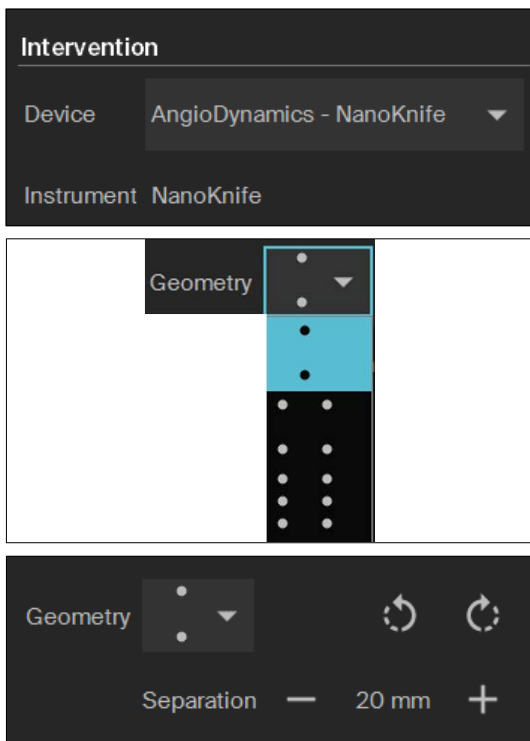 Intervention
Device AngioDynamics - NanoKnife
Instrument NanoKnife
Geometry
Geometry
Separation 20 mm